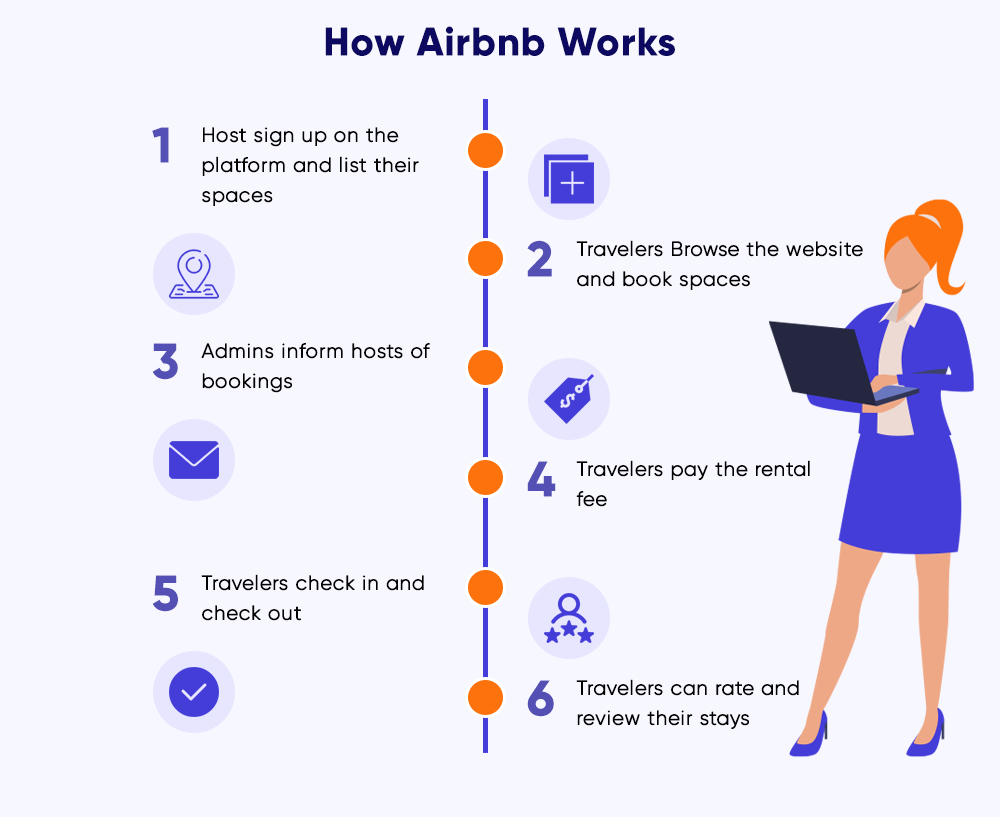 How Airbnb Works
1
Host sign up on the
platform and list their
spaces
2
Travelers Browse the website
and book spaces
3
Admins inform hosts of
bookings
4
Travelers pay the rental
fee
5
Travelers check in and
check out
6
Travelers can rate and
review their stays